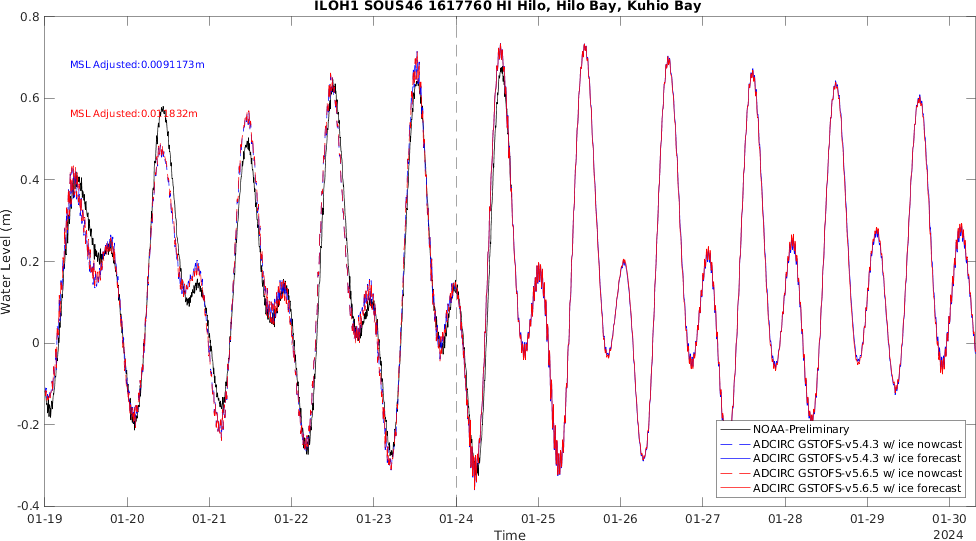 ILOH1 SOUS46 1617760 HI Hilo, Hilo Bay, Kuhio Bay
0.8
MSL Adjusted:0.0091173m
0.6
MSL Adjusted:0.031832m
0.4
0.2
0
-0.2
-0.4
Water Level (m)
NOAA-Preliminary
ADCIRC GSTOFS-v5.4.3 w/ ice nowcast
ADCIRC GSTOFS-v5.4.3 w/ ice forecast
ADCIRC GSTOFS-v5.6.5 w/ ice nowcast
ADCIRC GSTOFS-v5.6.5 w/ ice forecast
01-19 01-20 01-21 01-22 01-23 01-24 01-25 01-26 01-27 01-28 01-29 01-30
Time
2024